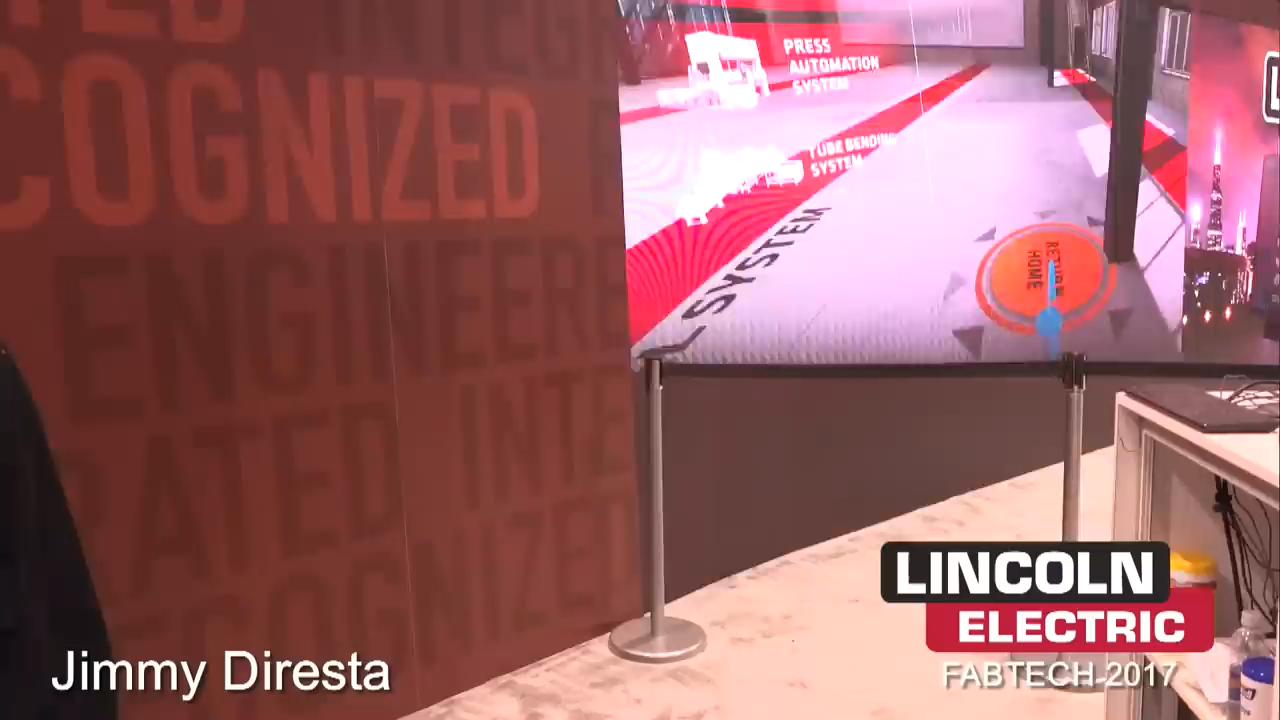 COGNIZED
ENGINEERE
RATED INTE
COGNIZED
PRESS
AUTOMATION
SYSTEM
TUBE BENDING
SYSTEM
SYSTEM
RETURN
HOME
LINCOLN
ELECTRIC
FABTECH-2017
Jimmy Diresta